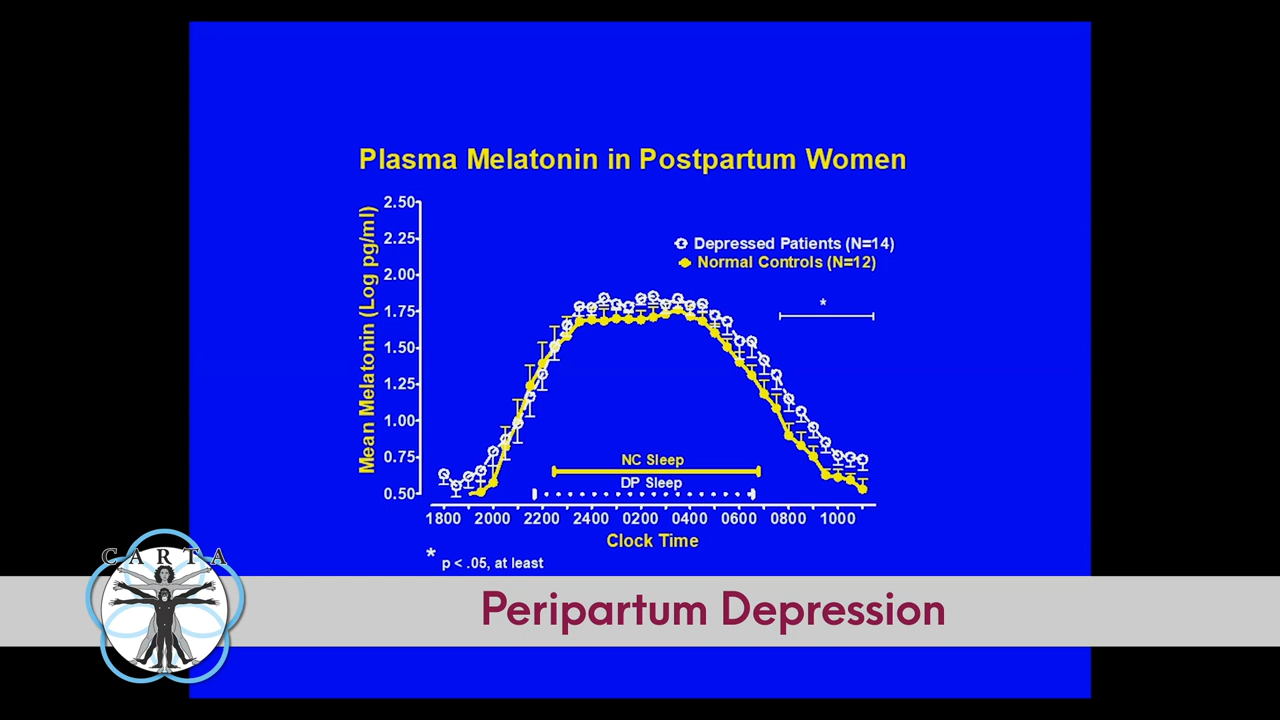 Plasma Melatonin in Postpartum Women
Mean Melatonin (Log pg/ml)
2.50
2.25
2.00
1.75
1.50
1.25
1.00
0.75
0.50
Depressed Patients (N=14)
Normal Controls (N=12)
*
NC Sleep
DP Sleep
1800 2000 2200 2400 0200 0400 0600 0800 1000
Clock Time
* p < .05, at least
CARTA
Peripartum Depression